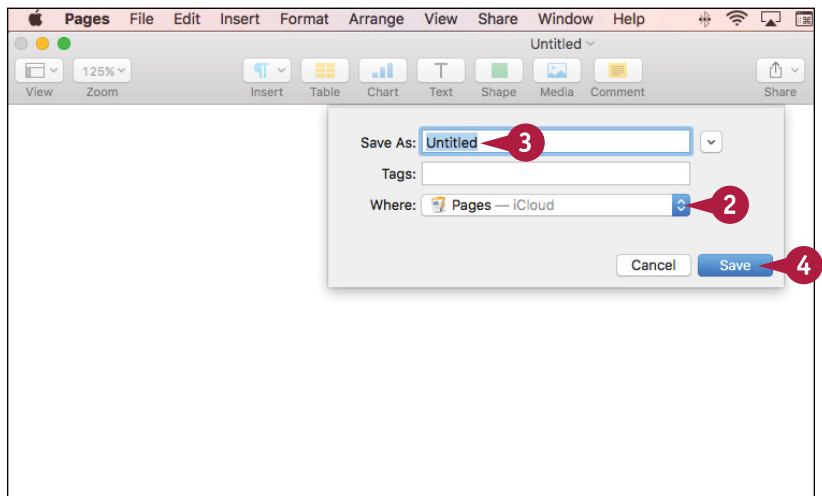 Pages File Edit Insert Format Arrange View Share Window Help
Untitled
125%
View Zoom Insert Table Chart Text Shape Media Comment Share
Save As: Untitled 3
Tags:
Where: Pages — iCloud 2
Cancel Save 4